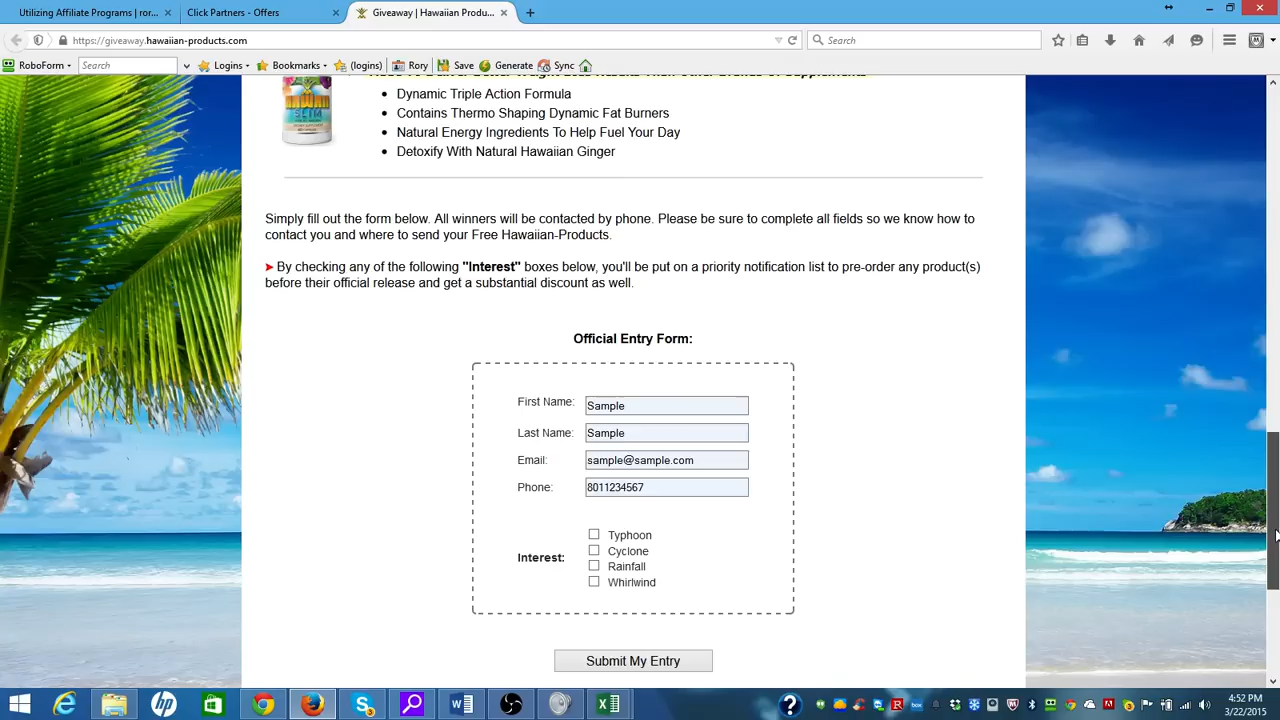 Utilizing Affiliate Programs | ror...
Click Partners - Offers
Giveaway | Hawaiian Produ...
https://giveaway.hawaiian-products.com
Search
RoboForm
Search
Logins
Bookmarks
(logins)
Rory
Save
Generate
Sync
SLIM
Dynamic Triple Action Formula
Contains Thermo Shaping Dynamic Fat Burners
Natural Energy Ingredients To Help Fuel Your Day
Detoxify With Natural Hawaiian Ginger
Simply fill out the form below. All winners will be contacted by phone. Please be sure to complete all fields so we know how to
contact you and where to send your Free Hawaiian-Products.
➤ By checking any of the following "Interest" boxes below, you'll be put on a priority notification list to pre-order any product(s)
before their official release and get a substantial discount as well.
Official Entry Form:
First Name: Sample
Last Name: Sample
Email: sample@sample.com
Phone: 8011234567
Interest:
Typhoon
Cyclone
Rainfall
Whirlwind
Submit My Entry
4:52 PM
3/22/2015